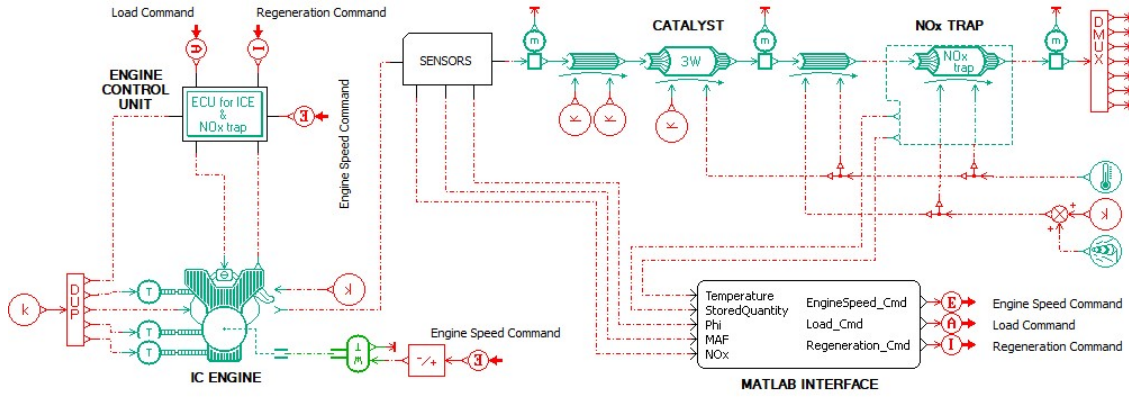 Load Command
Regeneration Command
A
I
ENGINE
CONTROL
UNIT
ECU for ICE
&
NOx trap
E
Engine Speed Command
SENSORS
m
CATALYST
3W
m
NOx TRAP
NOx
trap
m
DMUX
K
K
K
k
k
DUP
T
T
T
k
IC ENGINE
T
W
-/+
E
Engine Speed Command
+
+
Temperature
StoredQuantity
Phi
MAF
NOx
EngineSpeed_Cmd
Load_Cmd
Regeneration_Cmd
E
A
I
Engine Speed Command
Load Command
Regeneration Command
MATLAB INTERFACE